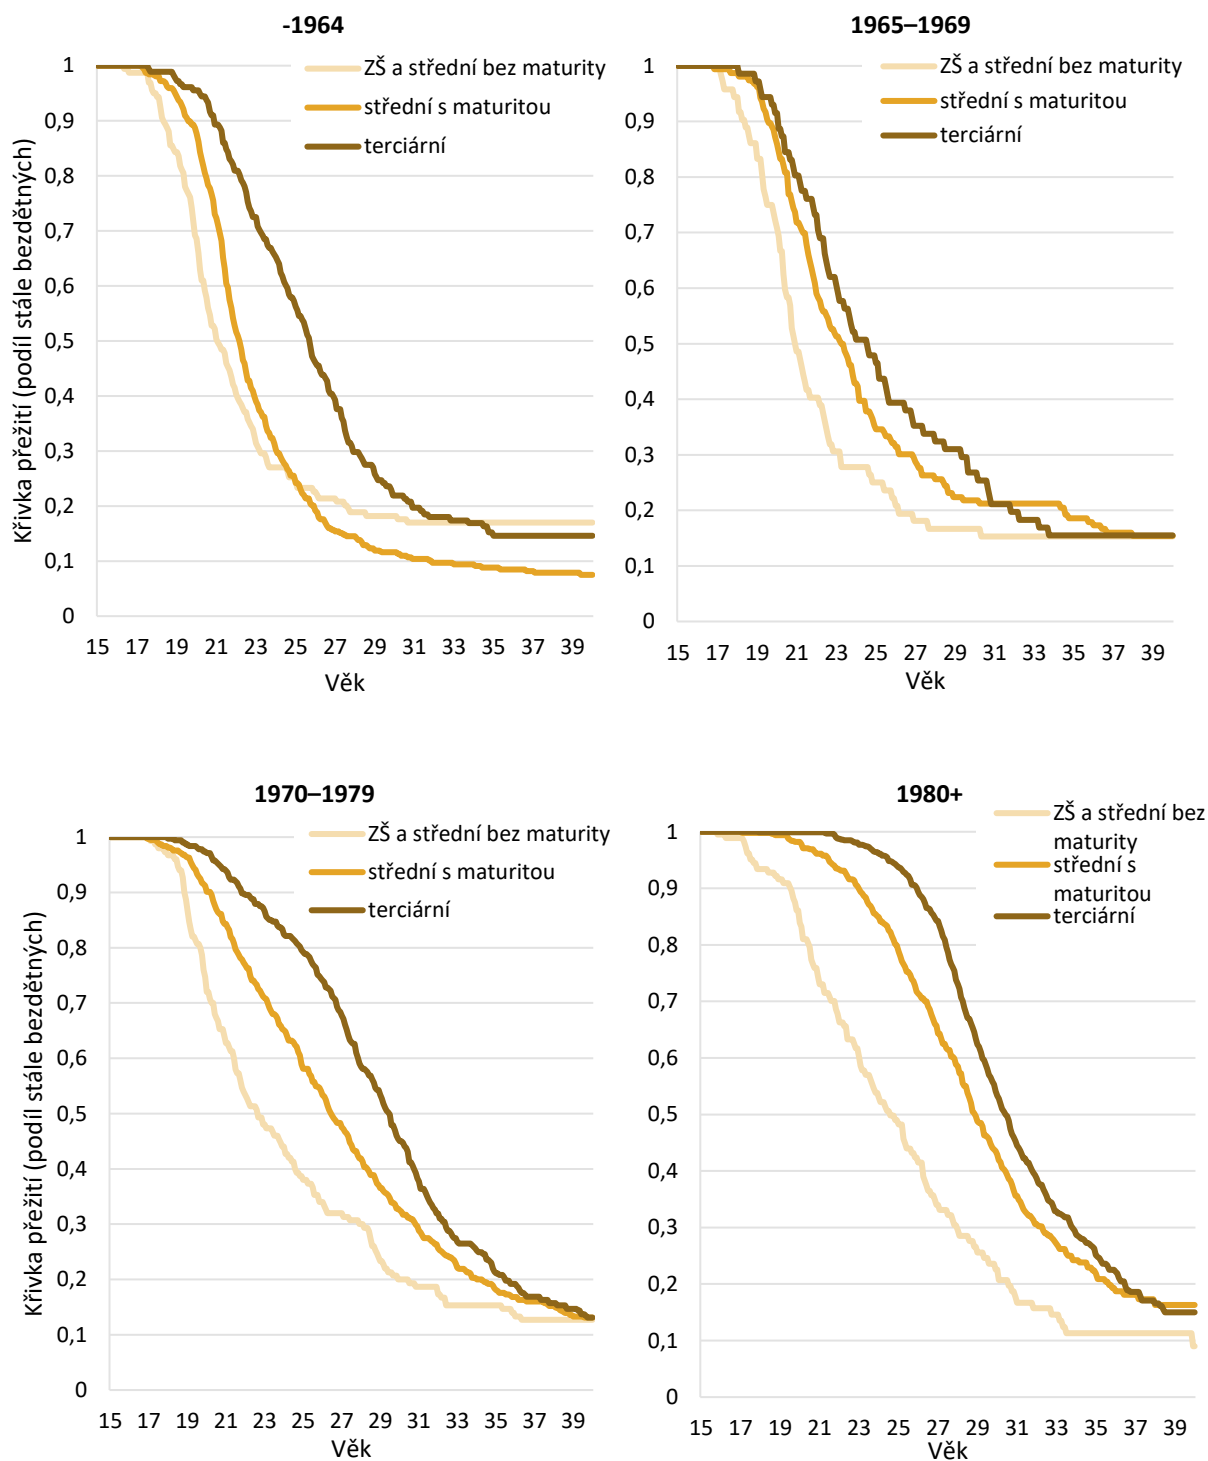 -1964
ZŠ a střední bez maturity
střední s maturitou
terciární
Křivka přežití (podíl stále bezdětných)
1
0,9
0,8
0,7
0,6
0,5
0,4
0,3
0,2
0,1
0
15 17 19 21 23 25 27 29 31 33 35 37 39
Věk
1965–1969
ZŠ a střední bez maturity
střední s maturitou
terciární
1
0,9
0,8
0,7
0,6
0,5
0,4
0,3
0,2
0,1
0
15 17 19 21 23 25 27 29 31 33 35 37 39
Věk
1970–1979
ZŠ a střední bez maturity
střední s maturitou
terciární
Křivka přežití (podíl stále bezdětných)
1
0,9
0,8
0,7
0,6
0,5
0,4
0,3
0,2
0,1
0
15 17 19 21 23 25 27 29 31 33 35 37 39
Věk
1980+
ZŠ a střední bez
maturity
střední s
maturitou
terciární
1
0,9
0,8
0,7
0,6
0,5
0,4
0,3
0,2
0,1
0
15 17 19 21 23 25 27 29 31 33 35 37 39
Věk